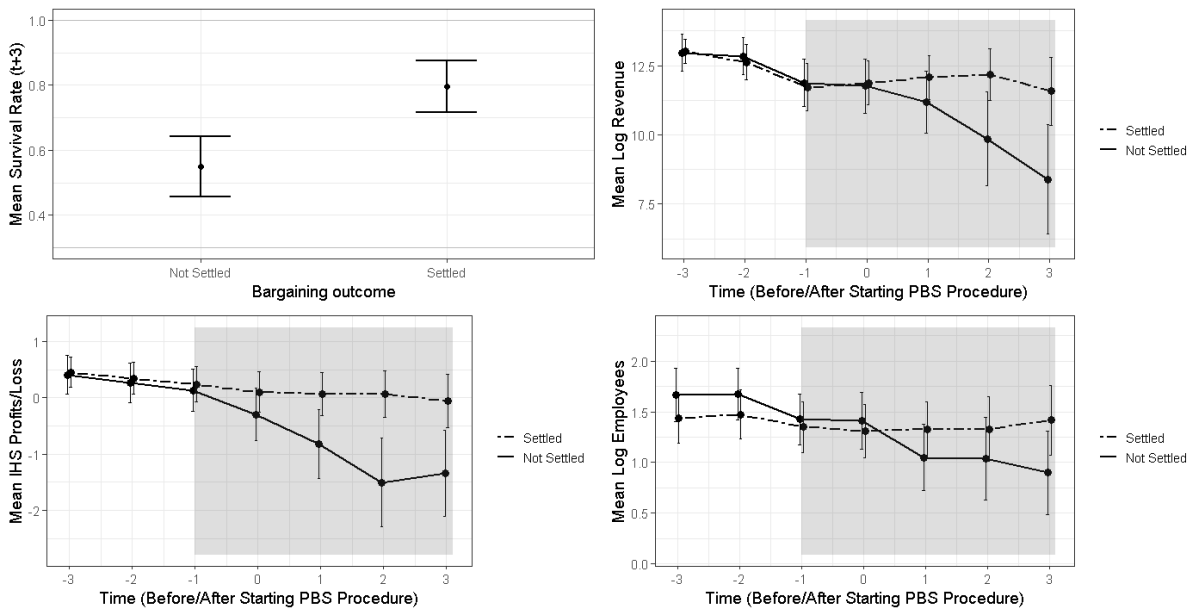 Mean Survival Rate (t+3)
1.0
0.8
0.6
0.4
Not Settled
Settled
Bargaining outcome
Mean Log Revenue
12.5
10.0
7.5
-3
-2
-1
0
1
2
3
Time (Before/After Starting PBS Procedure)
Settled
Not Settled
Mean IHS Profits/Loss
1
0
-1
-2
-3
-2
-1
0
1
2
3
Time (Before/After Starting PBS Procedure)
Settled
Not Settled
Mean Log Employees
2.0
1.5
1.0
0.5
0.0
-3
-2
-1
0
1
2
3
Time (Before/After Starting PBS Procedure)
Settled
Not Settled